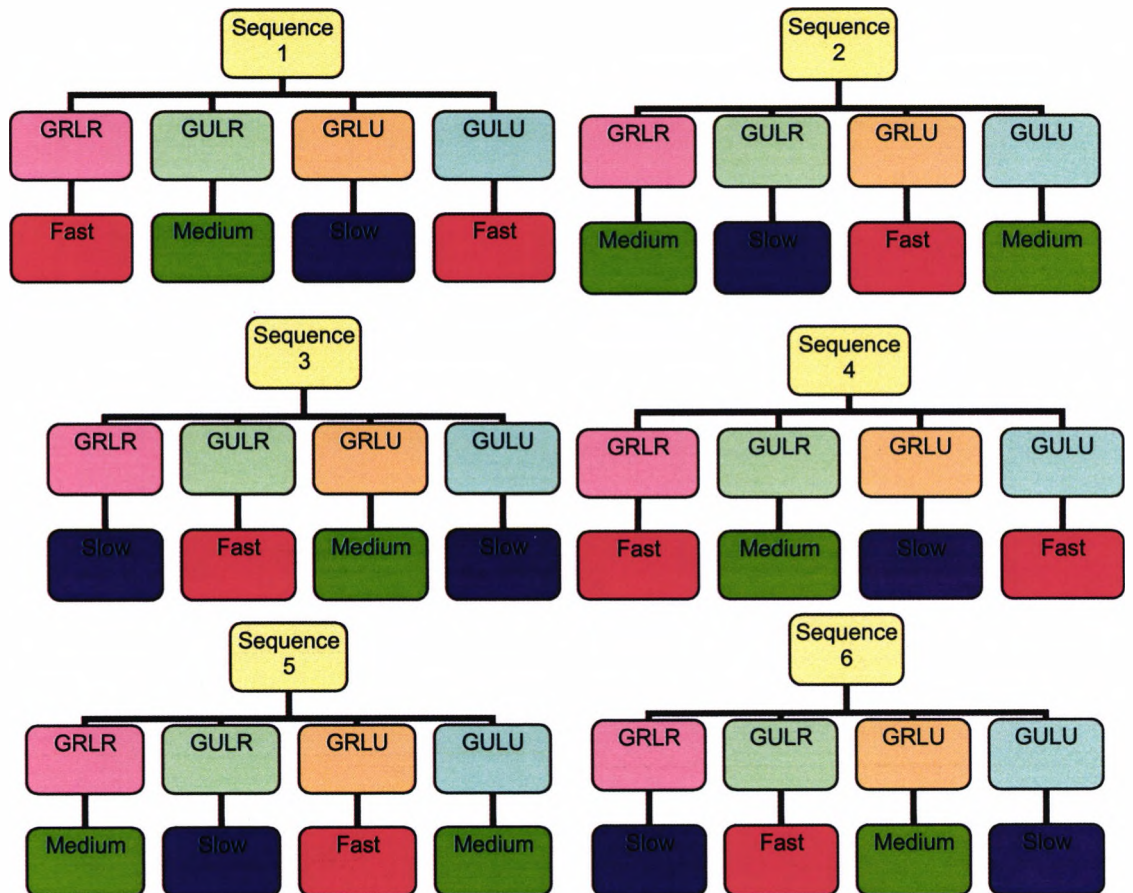 Sequence
1
GRLR GULR GRLU GULU
Fast Medium Slow Fast
Sequence
2
GRLR GULR GRLU GULU
Medium Slow Fast Medium
Sequence
3
GRLR GULR GRLU GULU
Slow Fast Medium Slow
Sequence
4
GRLR GULR GRLU GULU
Fast Medium Slow Fast
Sequence
5
GRLR GULR GRLU GULU
Medium Slow Fast Medium
Sequence
6
GRLR GULR GRLU GULU
Slow Fast Medium Slow